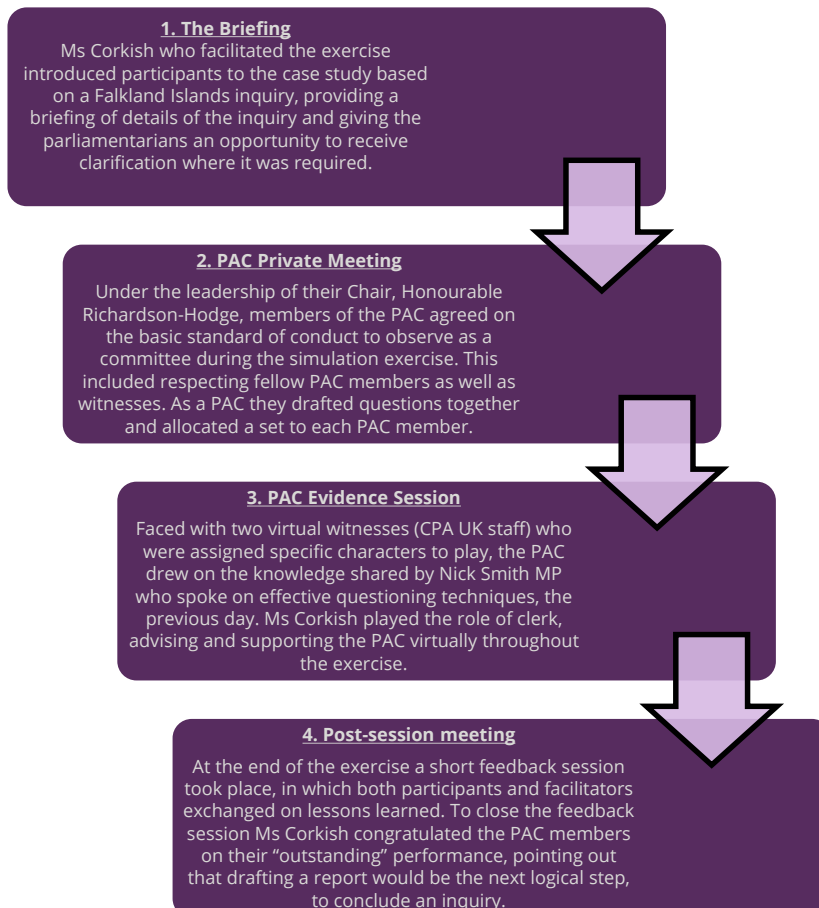 1. The Briefing
Ms Corkish who facilitated the exercise
introduced participants to the case study based
on a Falkland Islands inquiry, providing a
briefing of details of the inquiry and giving the
parliamentarians an opportunity to receive
clarification where it was required.
2. PAC Private Meeting
Under the leadership of their Chair, Honourable
Richardson-Hodge, members of the PAC agreed on
the basic standard of conduct to observe as a
committee during the simulation exercise. This
included respecting fellow PAC members as well as
witnesses. As a PAC they drafted questions together
and allocated a set to each PAC member.
3. PAC Evidence Session
Faced with two virtual witnesses (CPA UK staff) who
were assigned specific characters to play, the PAC
drew on the knowledge shared by Nick Smith MP
who spoke on effective questioning techniques, the
previous day. Ms Corkish played the role of clerk,
advising and supporting the PAC virtually throughout
the exercise.
4. Post-session meeting
At the end of the exercise a short feedback session
took place, in which both participants and facilitators
exchanged on lessons learned. To close the feedback
session Ms Corkish congratulated the PAC members
on their “outstanding” performance, pointing out
that drafting a report would be the next logical step,
to conclude an inquiry.